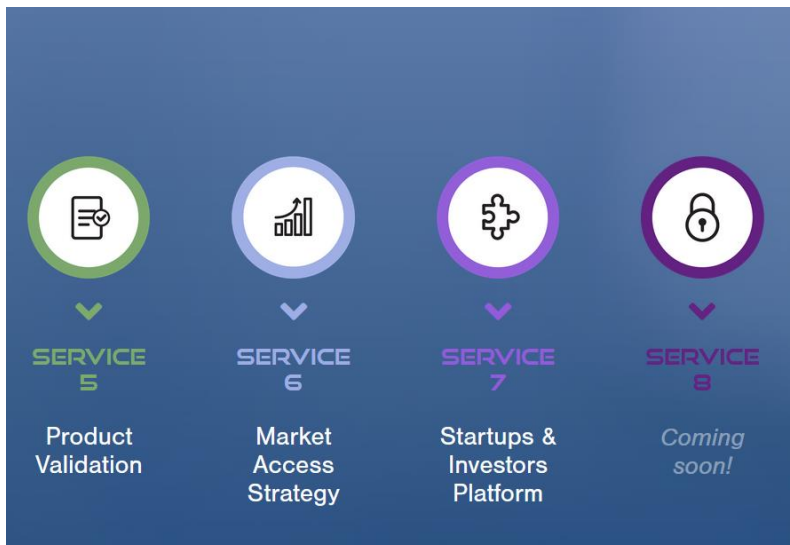 SERVICE
5
Product
Validation
SERVICE
6
Market
Access
Strategy
SERVICE
7
Startups &
Investors
Platform
SERVICE
8
Coming
soon!